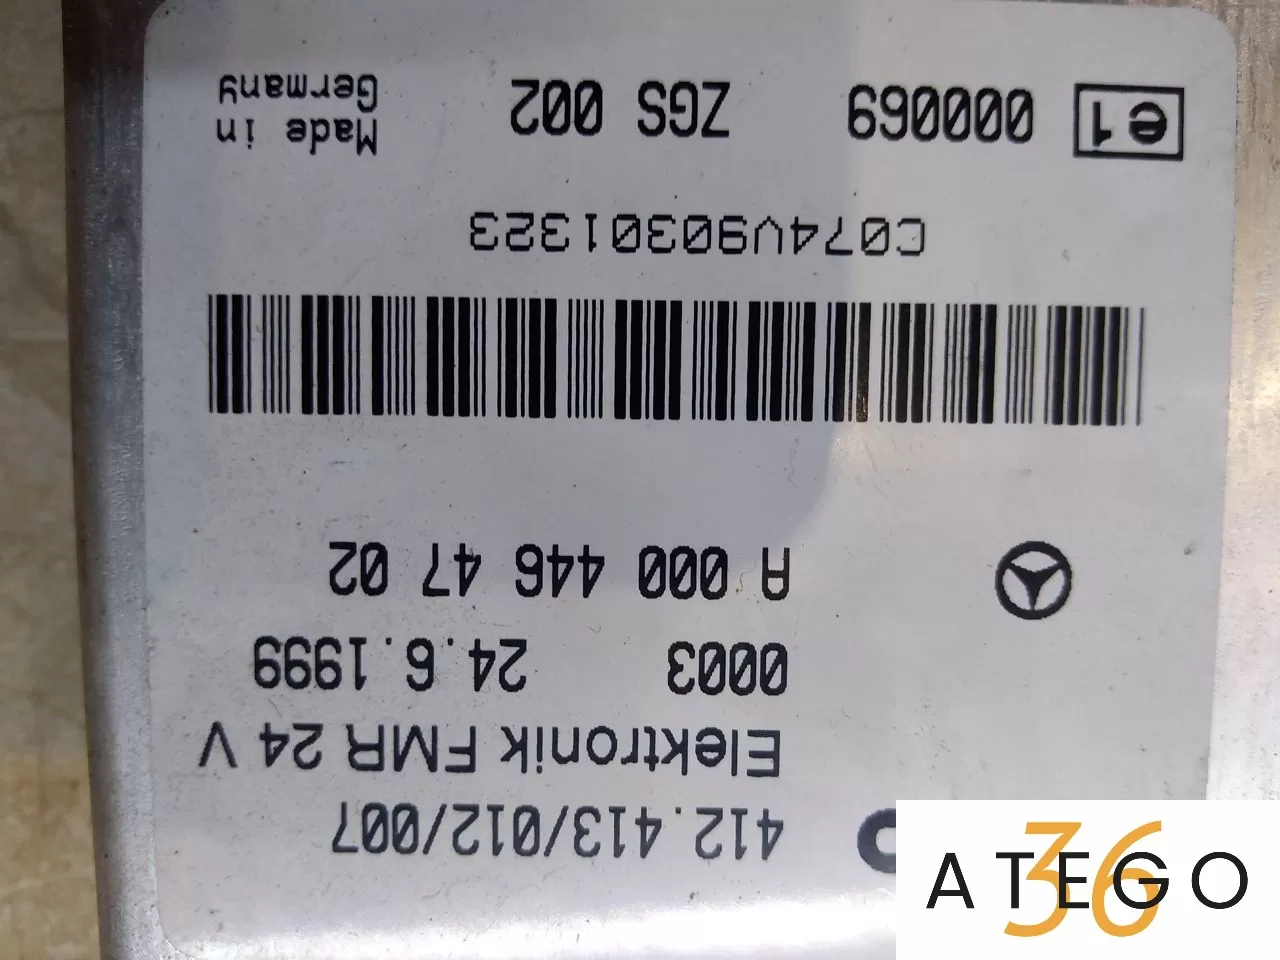 412.413/012/007
Elektronik FMR 24 V
0003 24.6.1999
A 000 446 47 02
C074V90301323
e1 000069 ZGS 002 Made in
Germany
ATEGO
36